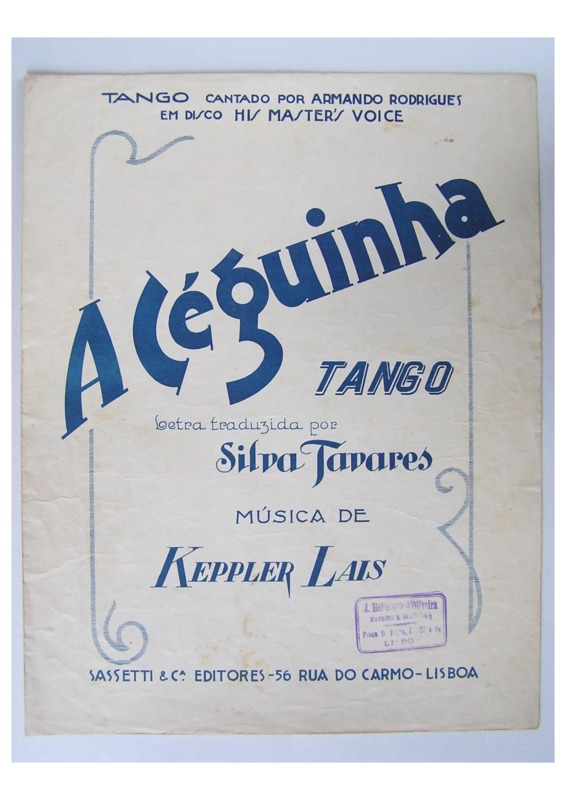 TANGO CANTADO POR ARMANDO RODRIGUES
EM DISCO HIS MASTER'S VOICE
A Céguinha
TANGO
Letra traduzida por
Silva Tavares
MÚSICA DE
KEPPLER LAIS
LISBOA
SASSETTI & Cª EDITORES - 56 RUA DO CARMO - LISBOA